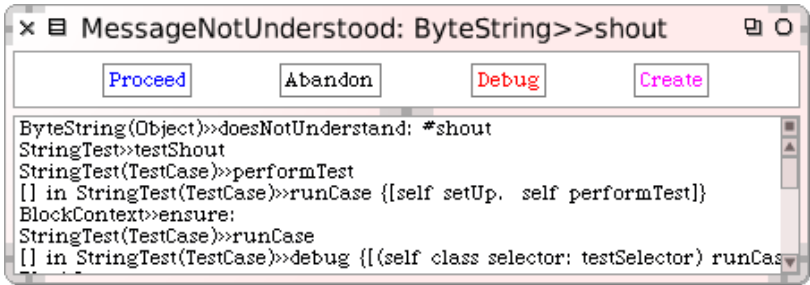 MessageNotUnderstood: ByteString>>shout
Proceed Abandon Debug Create
ByteString(Object)>>doesNotUnderstand: #shout
StringTest>>testShout
StringTest(TestCase)>>performTest
[] in StringTest(TestCase)>>runCase {[self setUp. self performTest]}
BlockContext>>ensure:
StringTest(TestCase)>>runCase
[] in StringTest(TestCase)>>debug {[(self class selector: testSelector) runCas